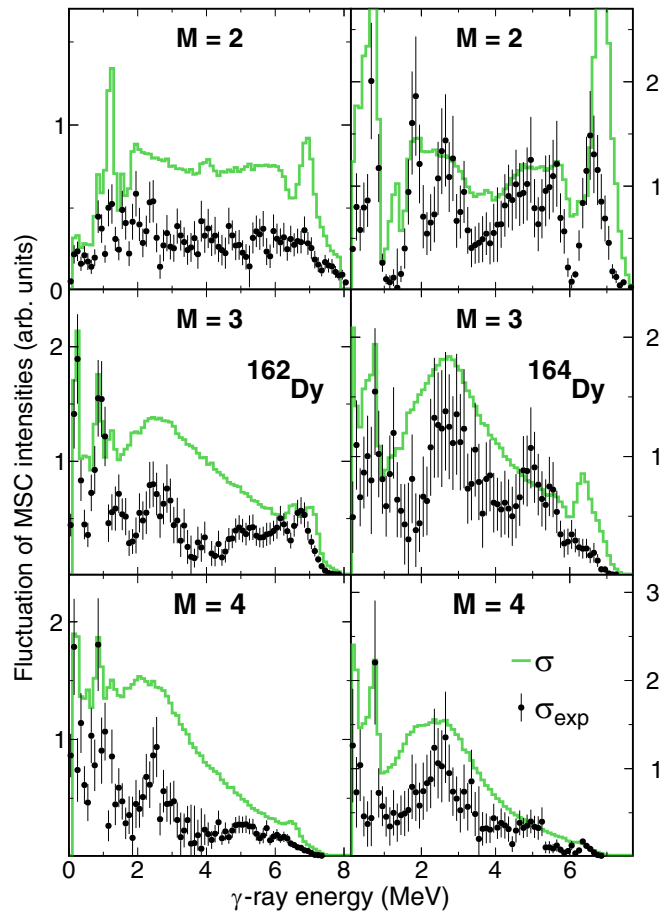 M = 2
M = 2
2
1
1
0
0
M = 3
M = 3
2
¹⁶²Dy
¹⁶⁴Dy
2
1
1
Fluctuation of MSC intensities (arb. units)
M = 4
M = 4
3
2
σ
2
σexp
1
1
0 2 4 6 8
2 4 6
γ-ray energy (MeV)